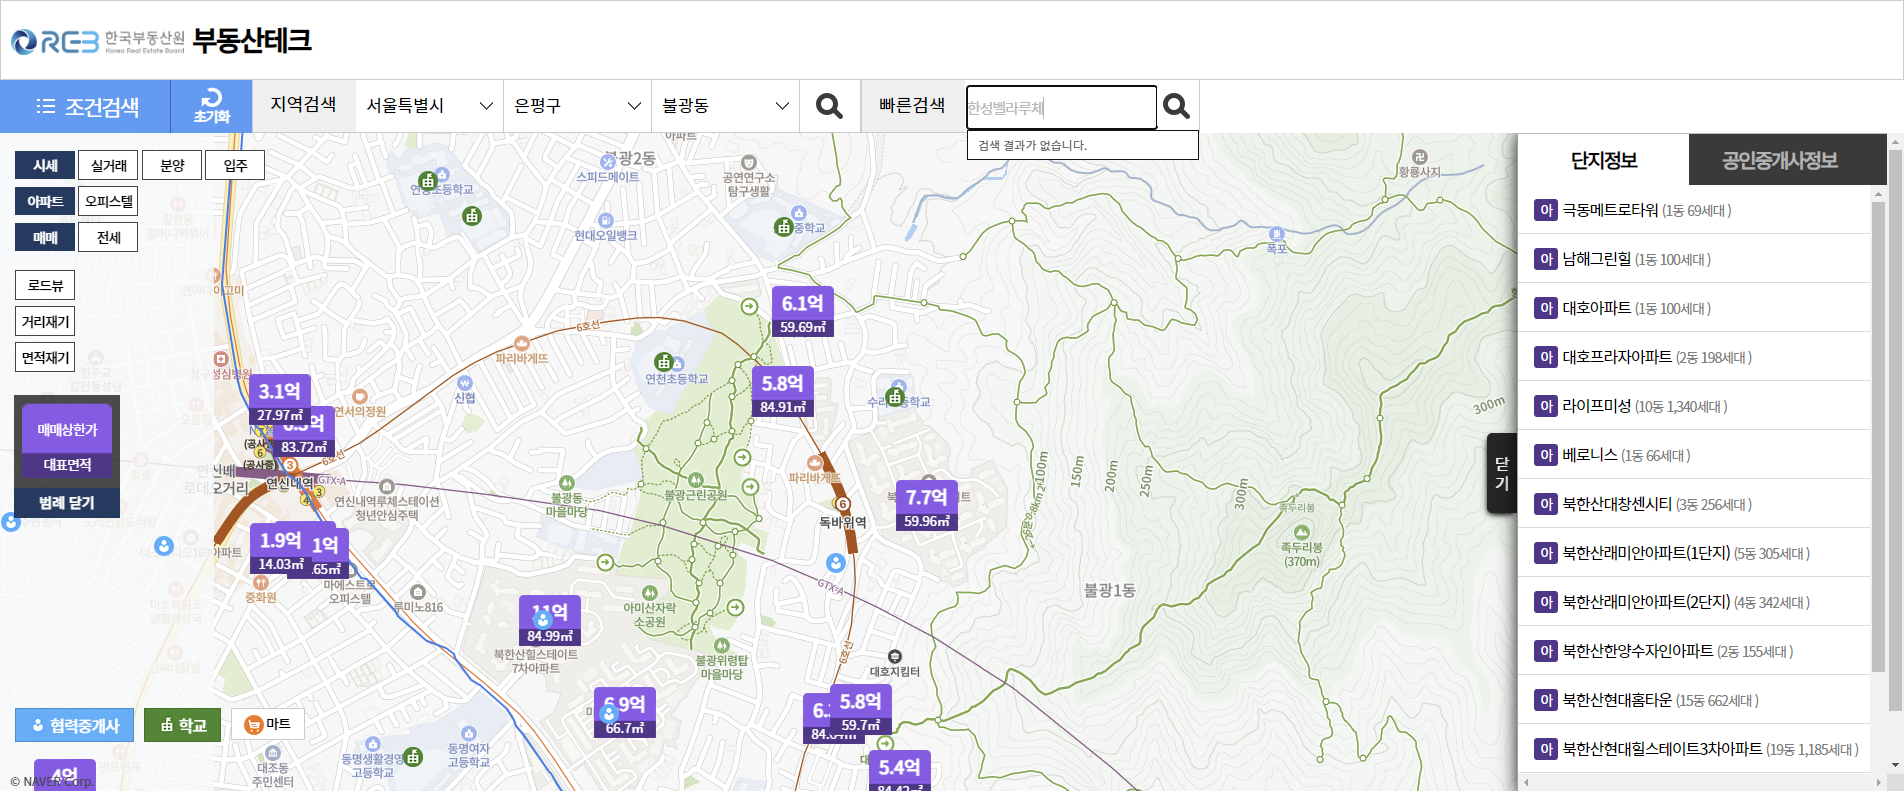 REB 한국부동산원 부동산테크
Korea Real Estate Board
조건검색
초기화
지역검색
서울특별시
은평구
불광동
빠른검색
한성벨라루체
검색 결과가 없습니다.
시세 실거래 분양 입주
아파트 오피스텔
매매 전세
로드뷰
거리재기
면적재기
매매상한가
대표면적
범례 닫기
협력중개사 학교 마트
© NAVER Corp.
아파트
불광2동
스피드메이트
공연연구소
탐구생활
연광초등학교
현대오일뱅크
중학교
황룡사지
폭포
6호선
파리바게뜨
연천초등학교
신협
연서의정원
6.1억
59.69㎡
5.8억
84.91㎡
3.1억
27.97㎡
83.72㎡
6호선
GTX-A
연신내역
연신내역루체스테이션
청년안심주택
불광동
마을마당
불광근린공원
파리바게뜨
6
독바위역
7.7억
59.96㎡
1.9억
14.03㎡
1억
.65㎡
중화원
마에스트로
오피스텔
루미노816
11억
84.99㎡
북한산힐스테이트
7차아파트
아미산자락
소공원
불광위령탑
마을마당
GTX-A
6호선
대호지킴터
6.9억
66.7㎡
5.8억
59.7㎡
5.4억
84.42㎡
4억
대조동
주민센터
동명생활경영
고등학교
동명여자
고등학교
불광1동
족두리봉
족두리봉
(370m)
100m
150m
200m
250m
300m
300m
닫
기
단지정보 공인중개사정보
아 극동메트로타워 (1동 69세대)
아 남해그린힐 (1동 100세대)
아 대호아파트 (1동 100세대)
아 대호프라자아파트 (2동 198세대)
아 라이프미성 (10동 1,340세대)
아 베로니스 (1동 66세대)
아 북한산대창센시티 (3동 256세대)
아 북한산래미안아파트(1단지) (5동 305세대)
아 북한산래미안아파트(2단지) (4동 342세대)
아 북한산한양수자인아파트 (2동 155세대)
아 북한산현대홈타운 (15동 662세대)
아 북한산현대힐스테이트3차아파트 (19동 1,185세대)